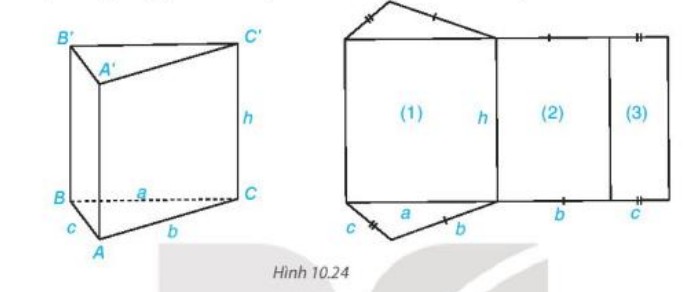 B' C'
A'
h
B a C
c b
A
(1) h (2) (3)
a
c b b c
Hình 10.24